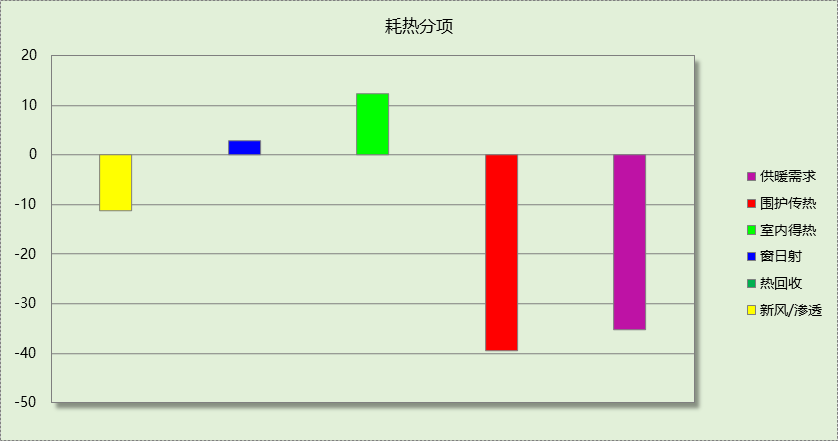 耗热分项
20
10
0
-10
-20
-30
-40
-50
供暖需求
围护传热
室内得热
窗日射
热回收
新风/渗透